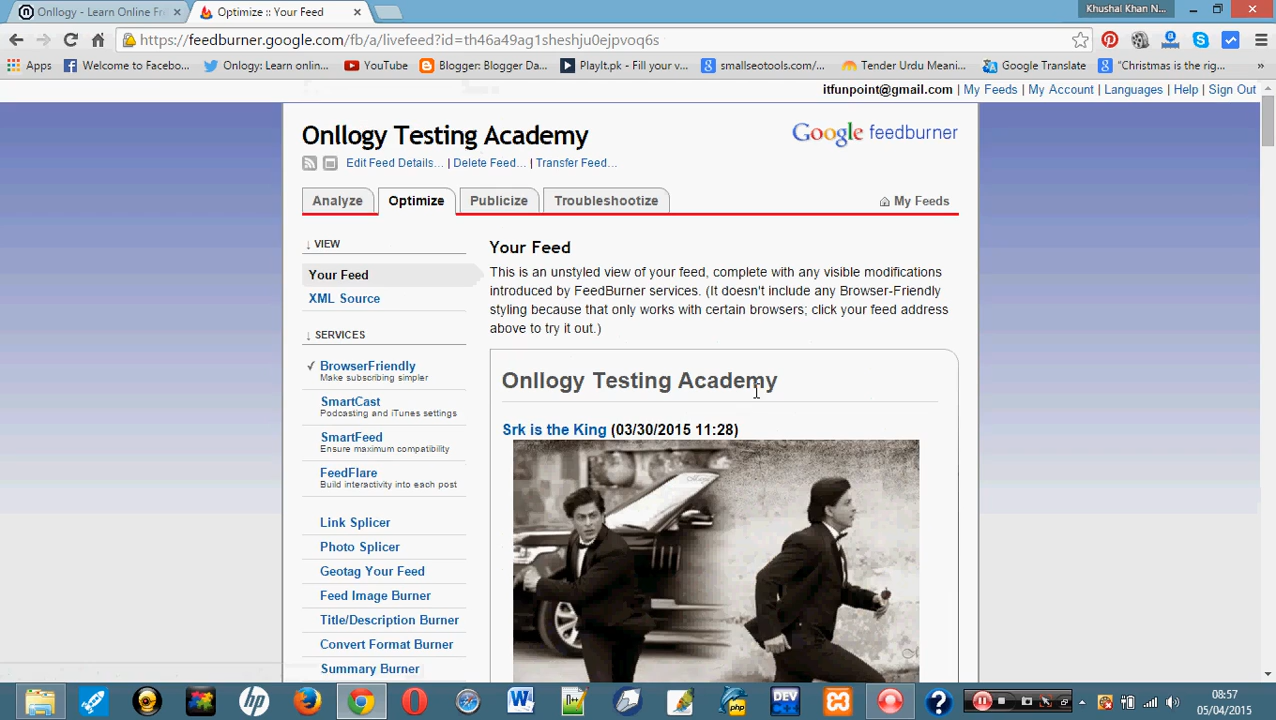 Onllogy - Learn Online Fr
Optimize :: Your Feed
Khushal Khan N...
https://feedburner.google.com/fb/a/livefeed?id=th46a49ag1sheshju0ejpvoq6s
Apps
Welcome to Facebo...
Onlogy: Learn onlin...
YouTube
Blogger: Blogger Da...
PlayIt.pk - Fill your v...
smallseotools.com/...
Tender Urdu Meani...
Google Translate
"Christmas is the rig...
»
itfunpoint@gmail.com | My Feeds | My Account | Languages | Help | Sign Out
Onllogy Testing Academy
Google feedburner
Edit Feed Details... | Delete Feed... | Transfer Feed...
Analyze
Optimize
Publicize
Troubleshootize
My Feeds
↓ VIEW
Your Feed
XML Source
↓ SERVICES
✓ BrowserFriendly
Make subscribing simpler
SmartCast
Podcasting and iTunes settings
SmartFeed
Ensure maximum compatibility
FeedFlare
Build interactivity into each post
Link Splicer
Photo Splicer
Geotag Your Feed
Feed Image Burner
Title/Description Burner
Convert Format Burner
Summary Burner
Your Feed
This is an unstyled view of your feed, complete with any visible modifications
introduced by FeedBurner services. (It doesn't include any Browser-Friendly
styling because that only works with certain browsers; click your feed address
above to try it out.)
Onllogy Testing Academy
Srk is the King (03/30/2015 11:28)
hp
php
DEV
C++
08:57
05/04/2015